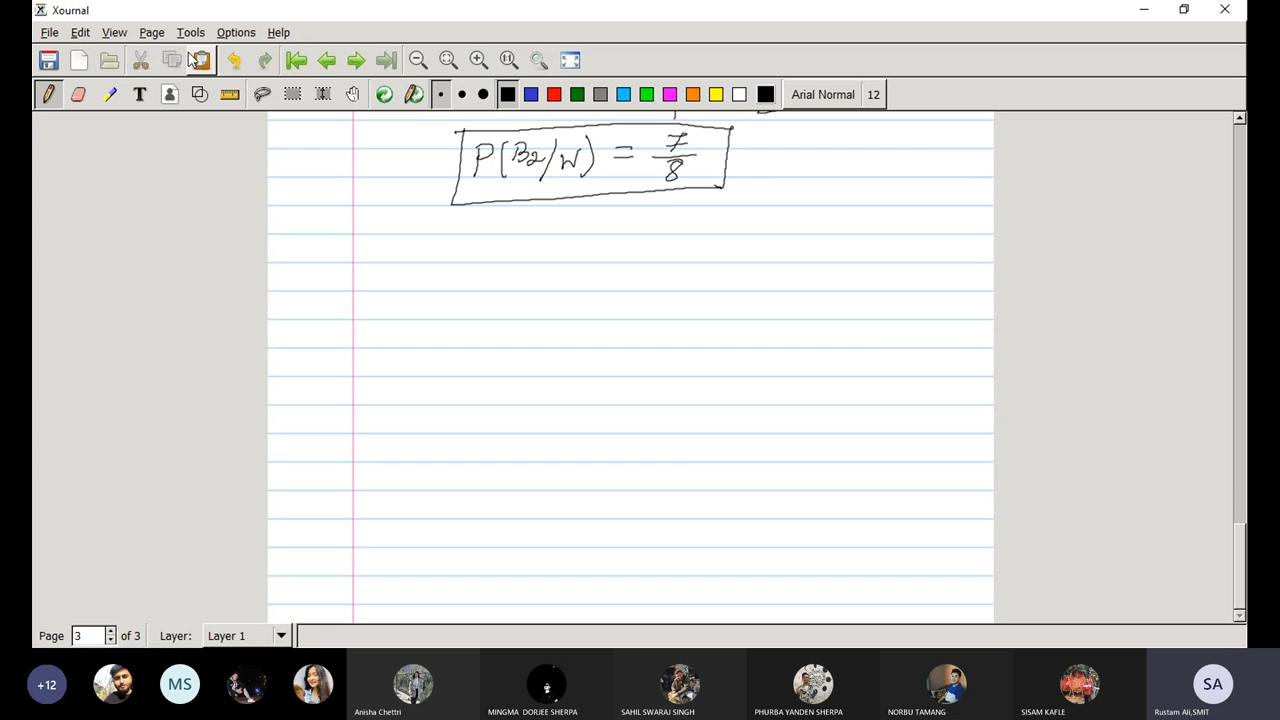 Xournal
File Edit View Page Tools Options Help
Arial Normal 12
P(B2/W) = 7/8
Page 3 of 3 Layer: Layer 1
+12 MS SA
Anisha Chettri MINGMA DORJEE SHERPA SAHIL SWARAJ SINGH PHURBA YANDEN SHERPA NORBU TAMANG SISAM KAFLE Rustam Ali,SMIT